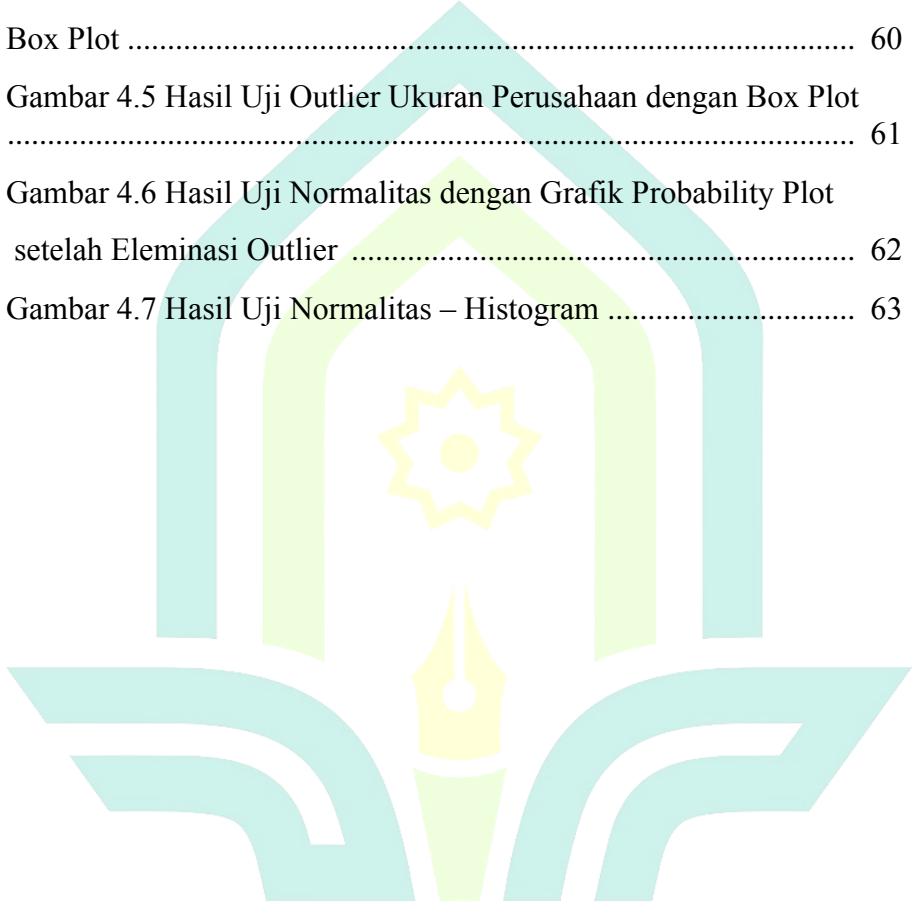 Box Plot ........................................................................................... 60
Gambar 4.5 Hasil Uji Outlier Ukuran Perusahaan dengan Box Plot
.......................................................................................................... 61
Gambar 4.6 Hasil Uji Normalitas dengan Grafik Probability Plot
setelah Eleminasi Outlier ............................................................... 62
Gambar 4.7 Hasil Uji Normalitas – Histogram ............................... 63